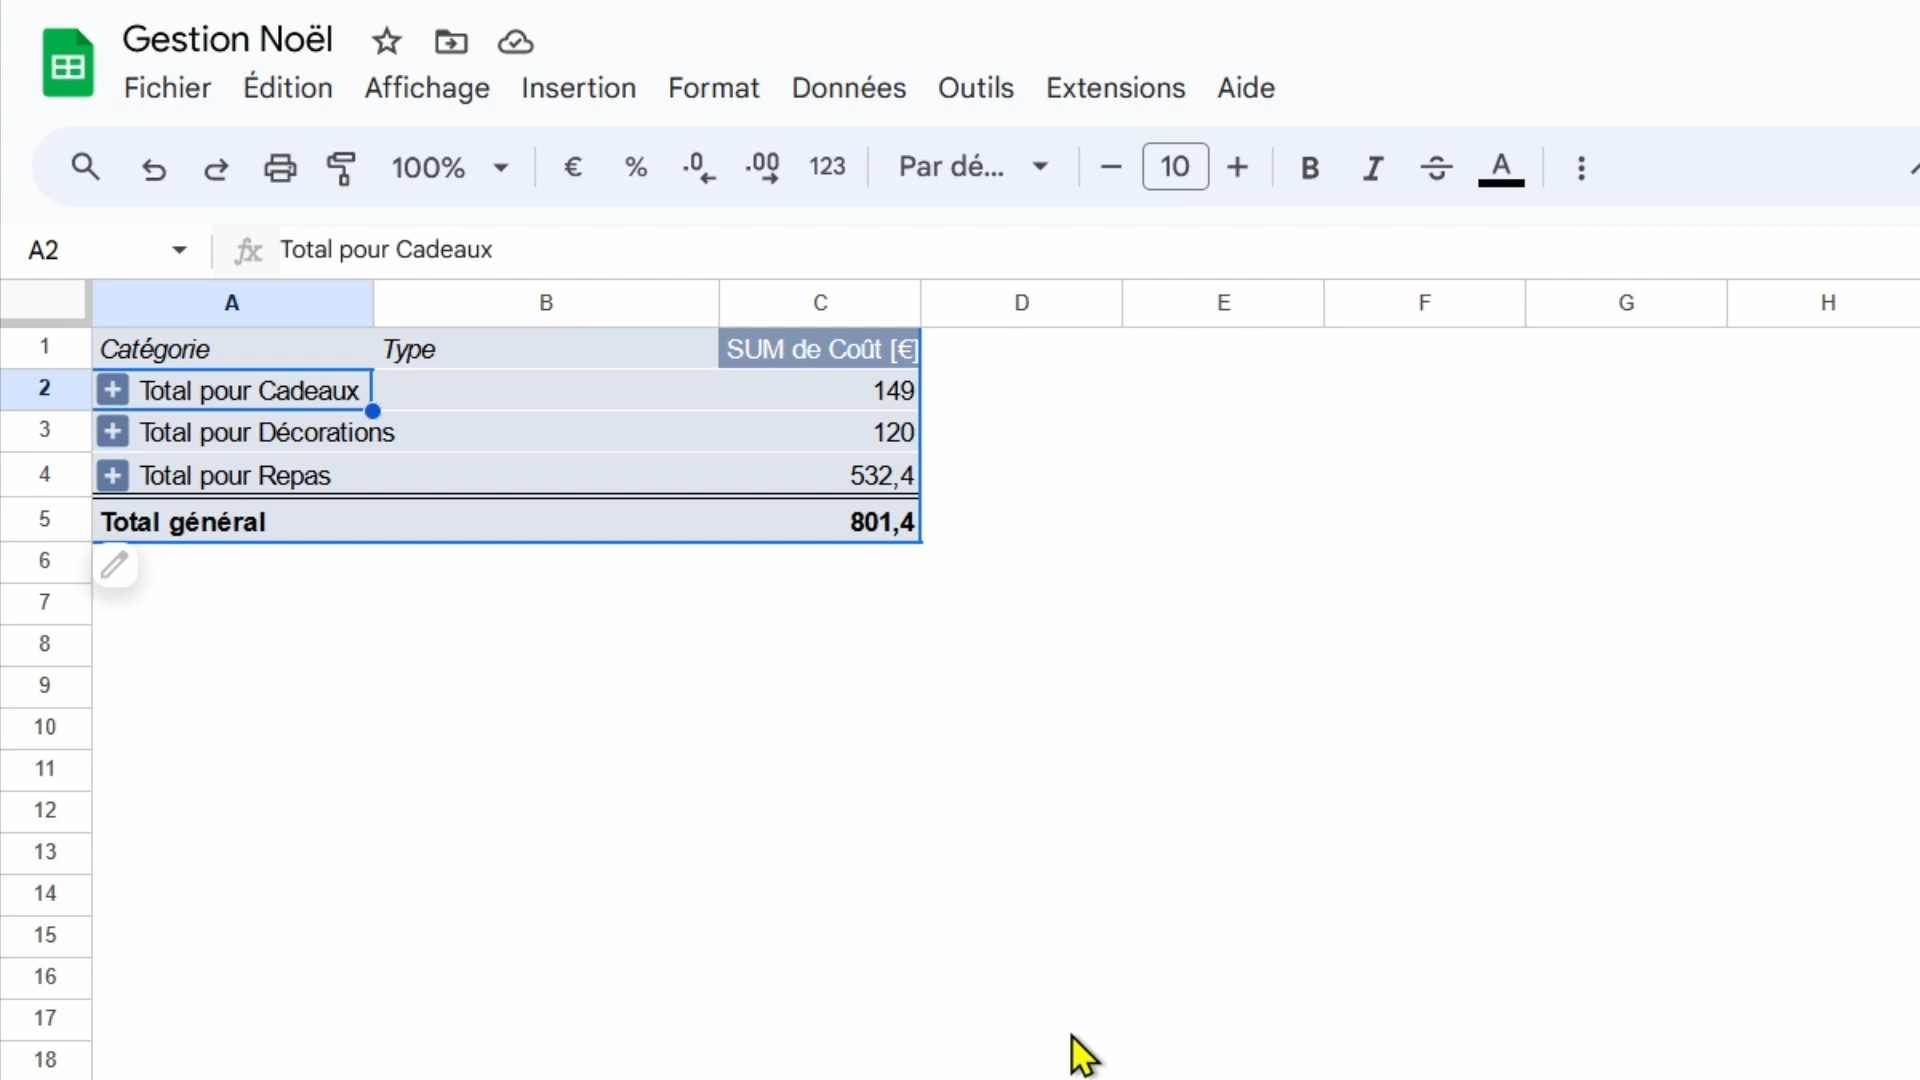 Gestion Noël
Fichier Édition Affichage Insertion Format Données Outils Extensions Aide
100% € % .0 .00 123 Par dé... 10 B I S A
A2 fx Total pour Cadeaux
A B C D E F G H
1 Catégorie Type SUM de Coût [€]
2 Total pour Cadeaux 149
3 Total pour Décorations 120
4 Total pour Repas 532,4
5 Total général 801,4
6
7
8
9
10
11
12
13
14
15
16
17
18